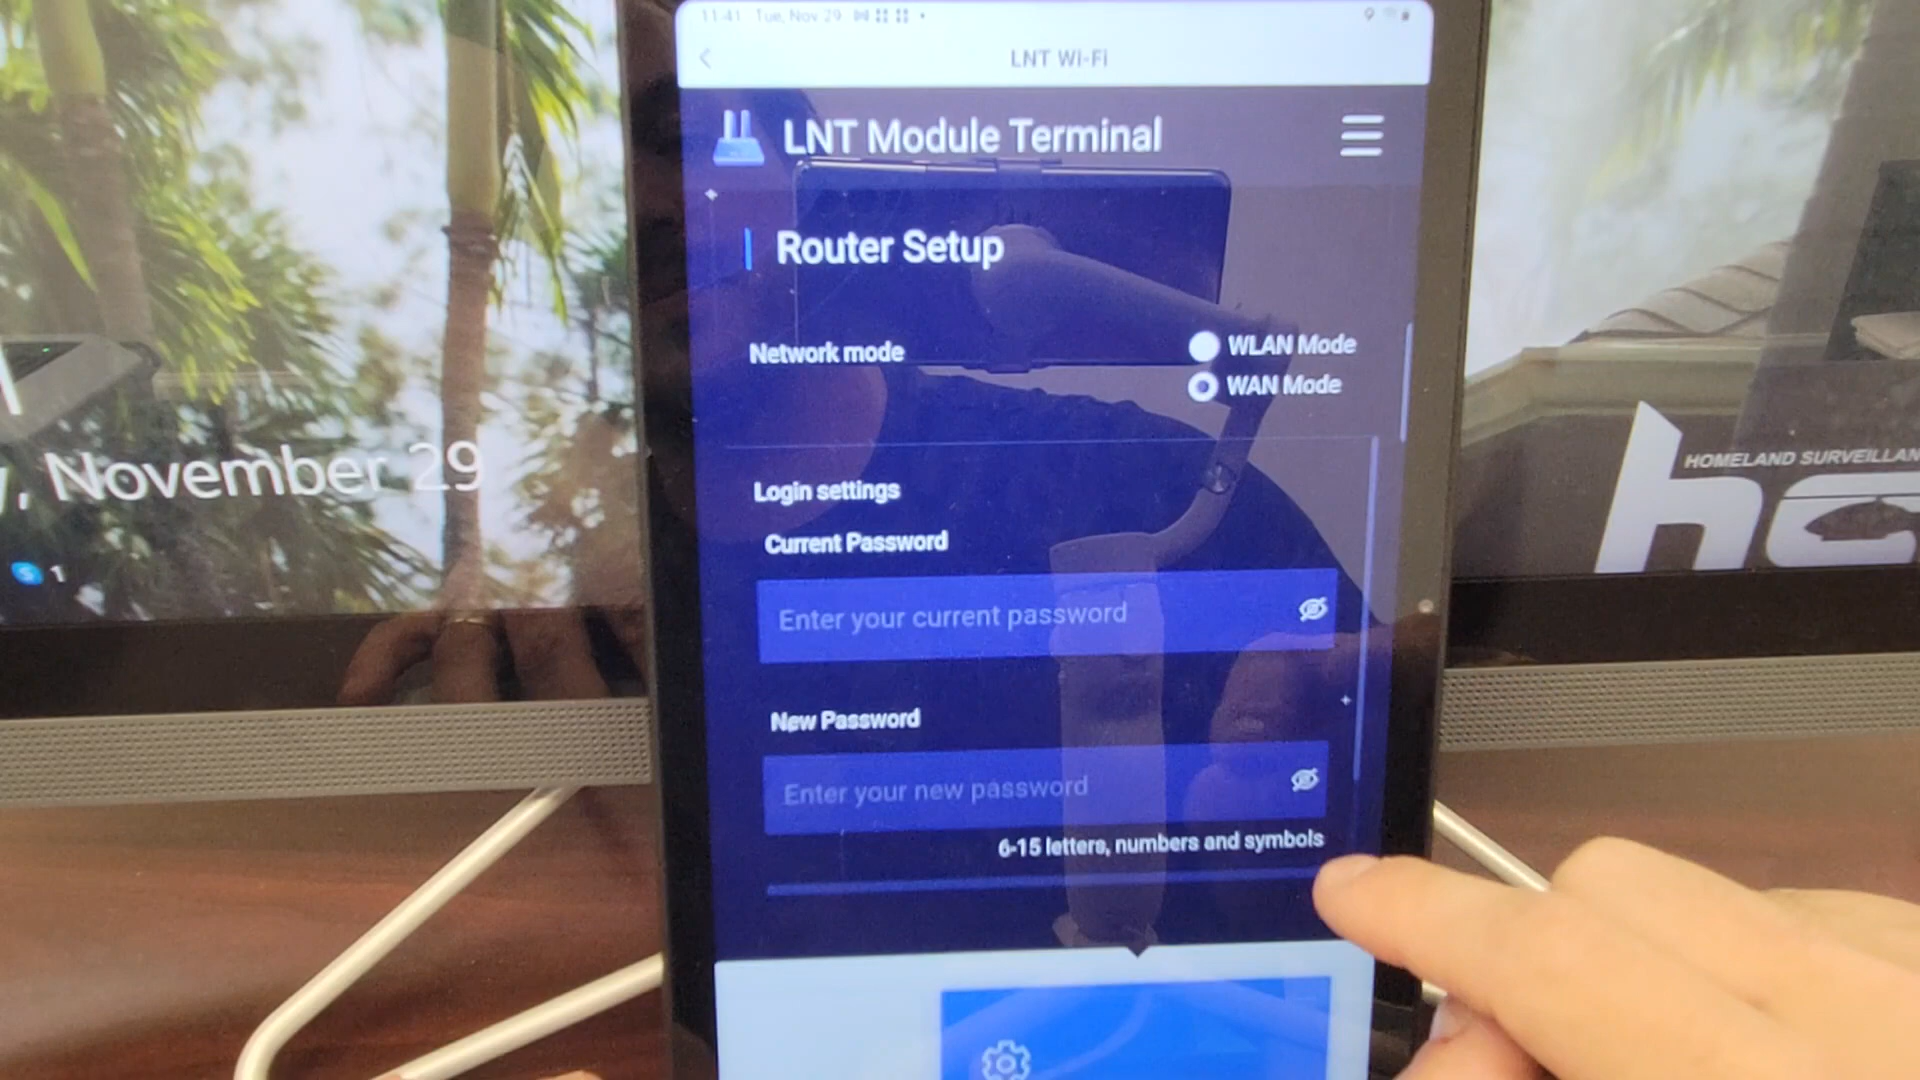 11:41 Tue, Nov 29
LNT Wi-Fi
LNT Module Terminal
Router Setup
Network mode
WLAN Mode
WAN Mode
Login settings
Current Password
Enter your current password
New Password
Enter your new password
6-15 letters, numbers and symbols
, November 29
1
HOMELAND SURVEILLAN